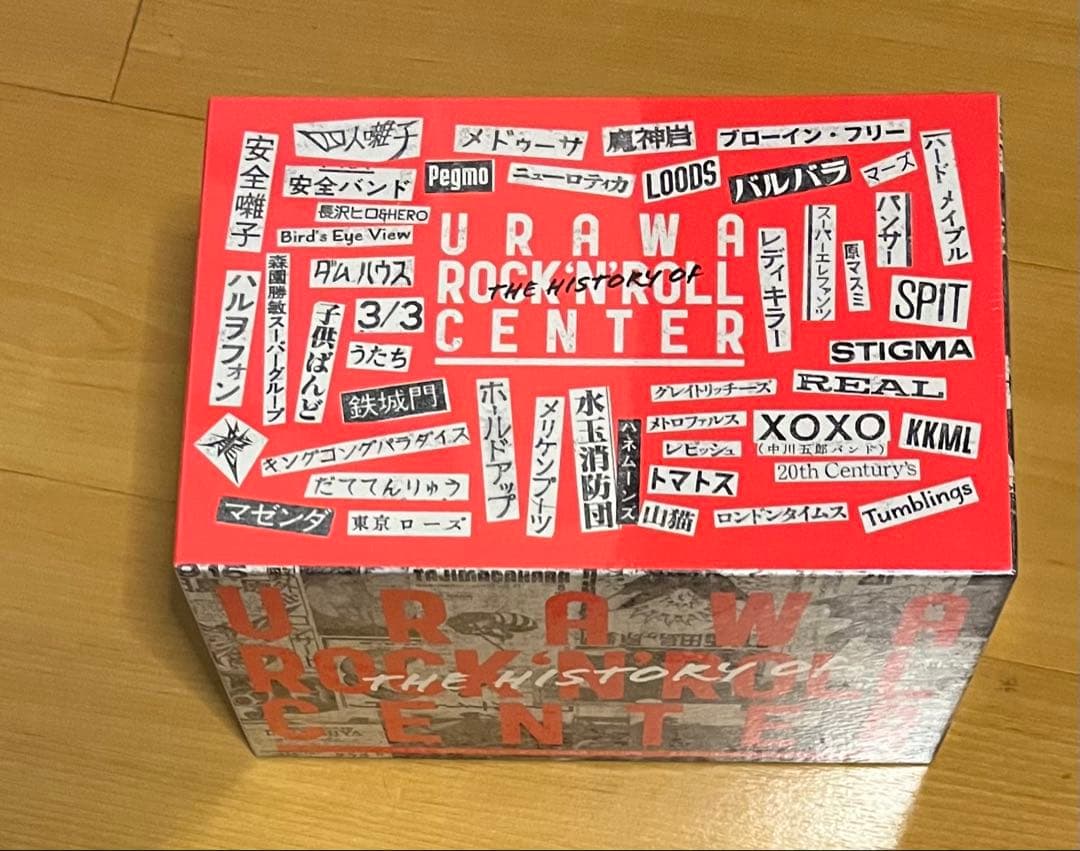 四人囃子
メドゥーサ
魔神岩
ブローイン・フリー
ハード メイプル
安全囃子
安全バンド
Pegmo
ニューロティカ
LOODS
バルバラ
マーズ
長沢ヒロ&HERO
Bird's Eye View
URAWA
ROCK'N'ROLL
THE HISTORY OF
CENTER
レディキラー
スーパーエレファンツ
原マスミ
パンサー
ハルヲフォン
森園勝敏スーパーグループ
ダムハウス
子供ばんど
3/3
うたち
SPIT
STIGMA
鉄城門
ホールドアップ
メリケンブーツ
水玉消防団
ハネムーンズ
グレイトリッチーズ
REAL
メトロファルス
レピッシュ
トマトス
XOXO
(中川五郎バンド)
KKML
20th Century's
龍
キングコングパラダイス
だててんりゅう
マゼンダ
東京ローズ
山猫
ロンドンタイムス
Tumblings
URAWA
ROCK'N'ROLL
THE HISTORY OF
CENTER